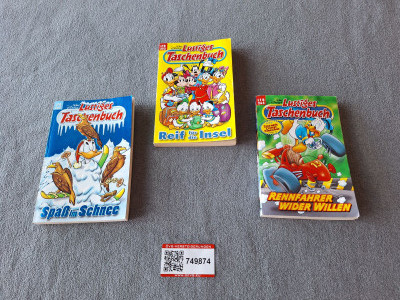 Lustiges
Taschenbuch
Spaß im Schnee
Lustiges
Taschenbuch
Reif für die Insel
Lustiges
Taschenbuch
RENNFAHRER
WIDER WILLEN
749874